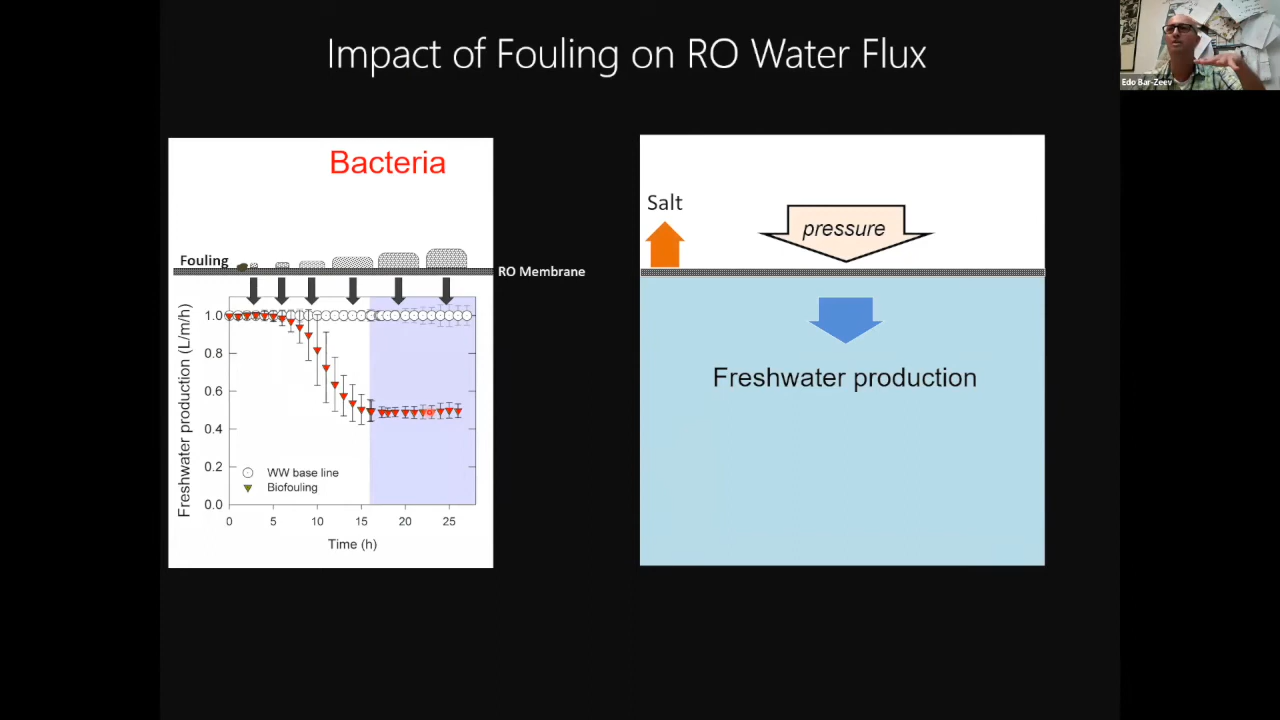 Impact of Fouling on RO Water Flux
Edo Bar-Zeev
Bacteria
Fouling
RO Membrane
Freshwater production (L/m/h)
1.0
0.8
0.6
0.4
0.2
0.0
WW base line
Biofouling
0 5 10 15 20 25
Time (h)
Salt
pressure
Freshwater production